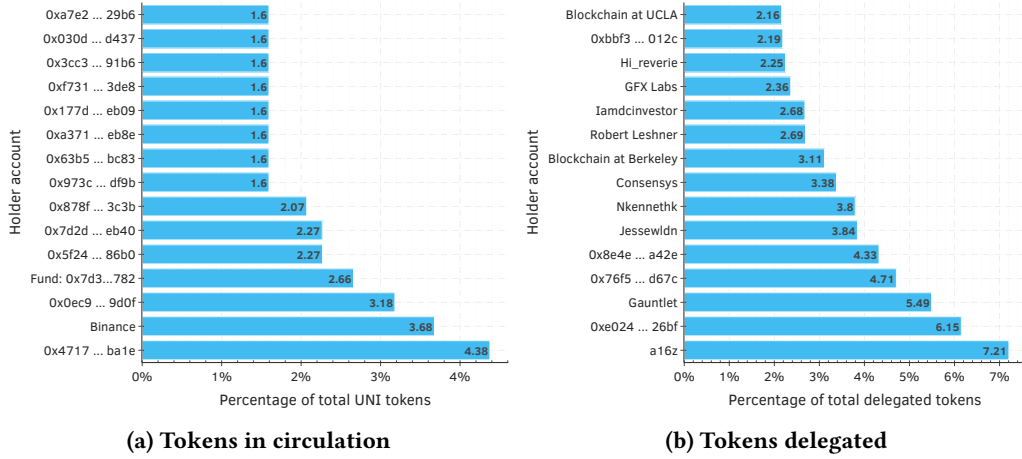 Holder account
0xa7e2 ... 29b6 1.6
0x030d ... d437 1.6
0x3cc3 ... 91b6 1.6
0xf731 ... 3de8 1.6
0x177d ... eb09 1.6
0xa371 ... eb8e 1.6
0x63b5 ... bc83 1.6
0x973c ... df9b 1.6
0x878f ... 3c3b 2.07
0x7d2d ... eb40 2.27
0x5f24 ... 86b0 2.27
Fund: 0x7d3...782 2.66
0x0ec9 ... 9d0f 3.18
Binance 3.68
0x4717 ... ba1e 4.38
0% 1% 2% 3% 4%
Percentage of total UNI tokens
(a) Tokens in circulation
Holder account
Blockchain at UCLA 2.16
0xbbf3 ... 012c 2.19
Hi_reverie 2.25
GFX Labs 2.36
Iamdcinvestor 2.68
Robert Leshner 2.69
Blockchain at Berkeley 3.11
Consensys 3.38
Nkennethk 3.8
Jessewldn 3.84
0x8e4e ... a42e 4.33
0x76f5 ... d67c 4.71
Gauntlet 5.49
0xe024 ... 26bf 6.15
a16z 7.21
0% 1% 2% 3% 4% 5% 6% 7%
Percentage of total delegated tokens
(b) Tokens delegated